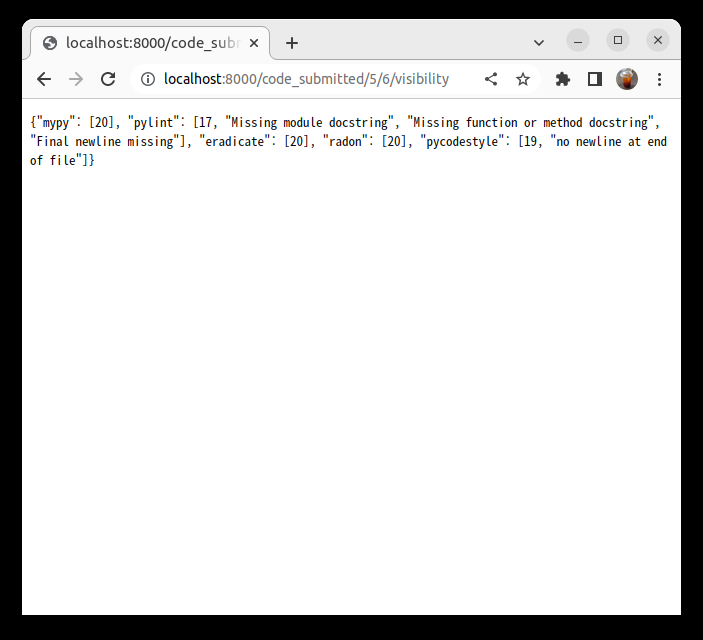 localhost:8000/code_sub
localhost:8000/code_submitted/5/6/visibility
{"mypy": [20], "pylint": [17, "Missing module docstring", "Missing function or method docstring",
"Final newline missing"], "eradicate": [20], "radon": [20], "pycodestyle": [19, "no newline at end
of file"]}